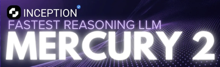 INCEPTION
FASTEST REASONING LLM
MERCURY 2